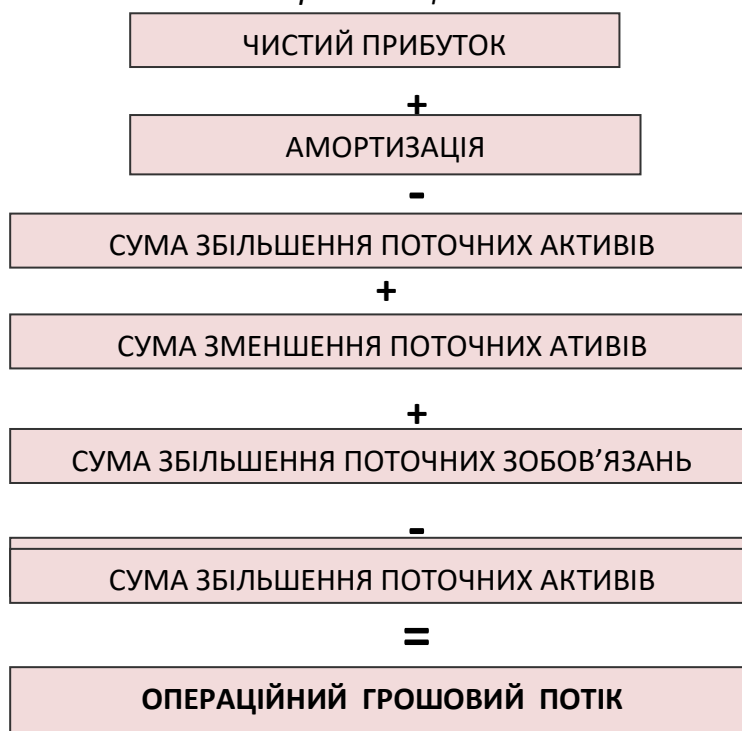 ЧИСТИЙ ПРИБУТОК
+
АМОРТИЗАЦІЯ
-
СУМА ЗБІЛЬШЕННЯ ПОТОЧНИХ АКТИВІВ
+
СУМА ЗМЕНШЕННЯ ПОТОЧНИХ АТИВІВ
+
СУМА ЗБІЛЬШЕННЯ ПОТОЧНИХ ЗОБОВ’ЯЗАНЬ
-
СУМА ЗБІЛЬШЕННЯ ПОТОЧНИХ АКТИВІВ
=
ОПЕРАЦІЙНИЙ ГРОШОВИЙ ПОТІК